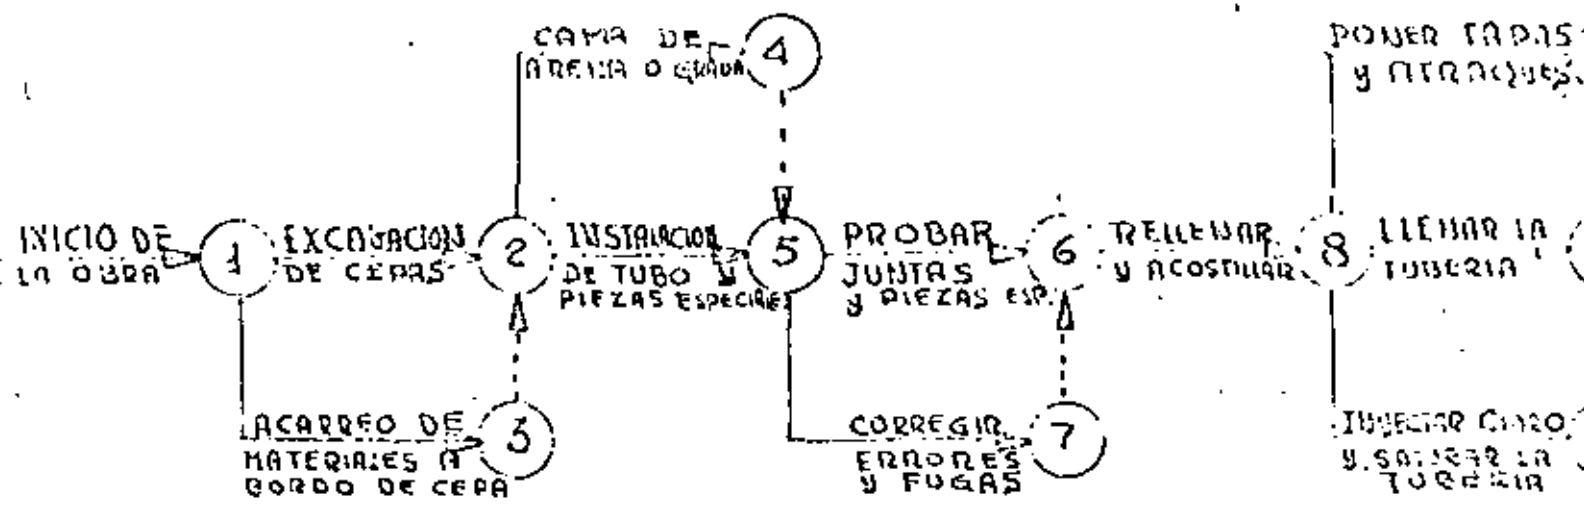 CAMA DE
ARENA O GRAVA
4
PONER TAPAS
y ATRAQUES.
INICIO DE
LA OBRA
1
EXCAVACION
DE CEPAS
2
INSTALACION
DE TUBO y
PIEZAS ESPECIALES
5
PROBAR
JUNTAS
y PIEZAS ESP.
6
RELLENAR
y ACOSTILLAR
8
LLENAR LA
TUBERIA
ACARREO DE
MATERIALES A
BORDO DE CEPA
3
CORREGIR
ERRORES
y FUGAS
7
INYECTAR CLORO
y LA
TUBERIA